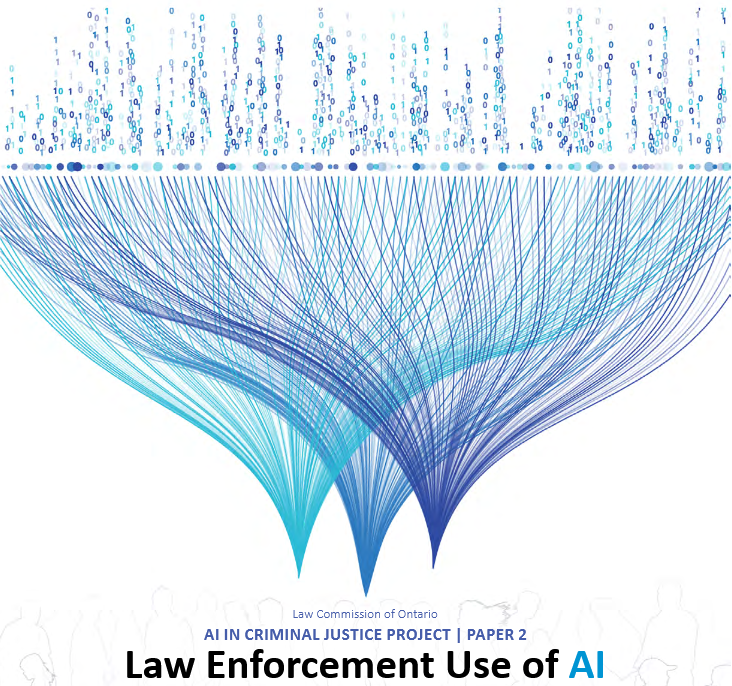 Law Commission of Ontario
AI IN CRIMINAL JUSTICE PROJECT | PAPER 2
Law Enforcement Use of AI